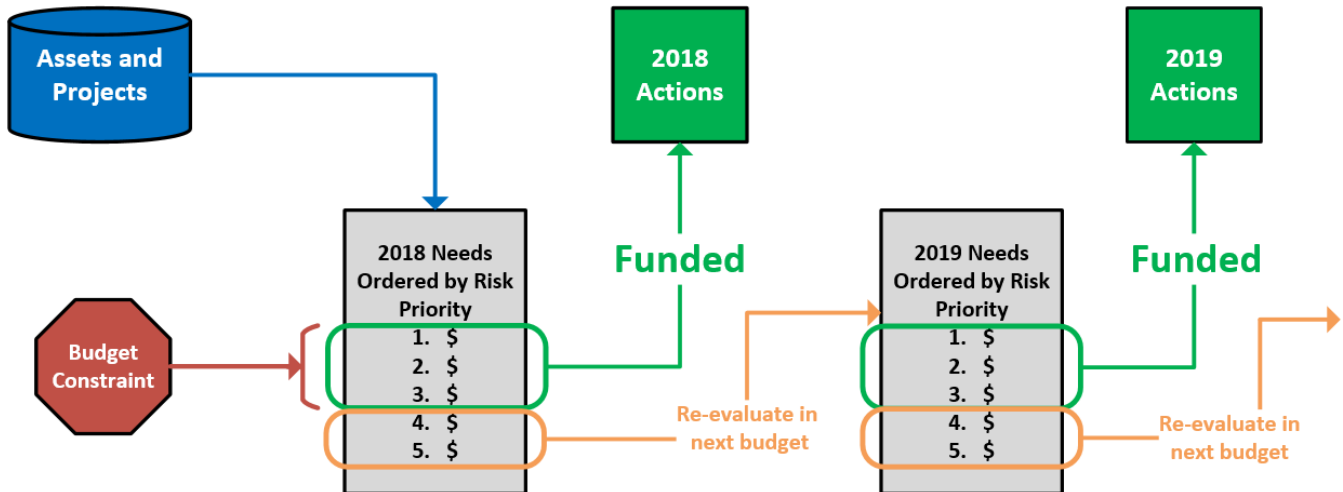 Assets and
Projects
2018
Actions
2019
Actions
2018 Needs
Ordered by Risk
Priority
1. $
2. $
3. $
4. $
5. $
Funded
2019 Needs
Ordered by Risk
Priority
1. $
2. $
3. $
4. $
5. $
Funded
Budget
Constraint
Re-evaluate in
next budget
Re-evaluate in
next budget